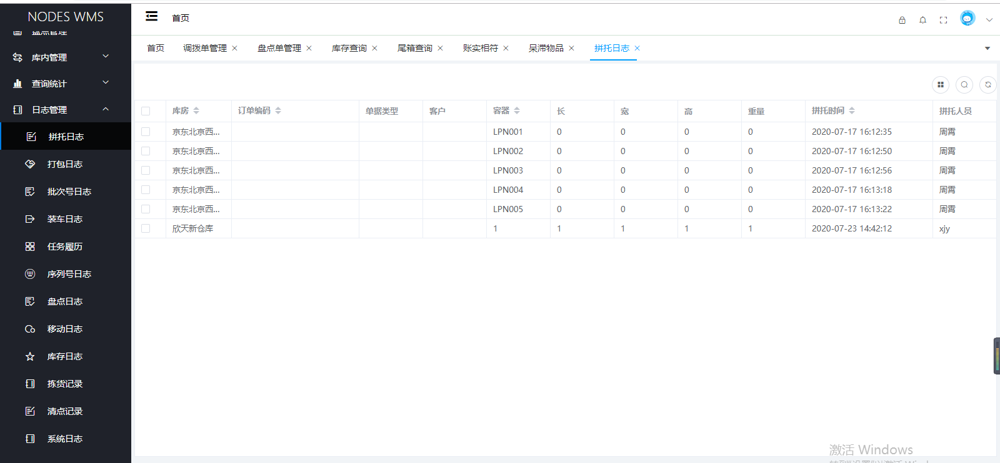 NODES WMS
首页
盘点管理
库内管理
查询统计
日志管理
拼托日志
打包日志
批次号日志
装车日志
任务履历
序列号日志
盘点日志
移动日志
库存日志
拣货记录
清点记录
系统日志
首页 调拨单管理 盘点单管理 库存查询 尾箱查询 账实相符 呆滞物品 拼托日志
库房 订单编码 单据类型 客户 容器 长 宽 高 重量 拼托时间 拼托人员
京东北京西... LPN001 0 0 0 0 2020-07-17 16:12:35 周霄
京东北京西... LPN002 0 0 0 0 2020-07-17 16:12:50 周霄
京东北京西... LPN003 0 0 0 0 2020-07-17 16:12:56 周霄
京东北京西... LPN004 0 0 0 0 2020-07-17 16:13:18 周霄
京东北京西... LPN005 0 0 0 0 2020-07-17 16:13:22 周霄
欣天新仓库 1 1 1 1 1 2020-07-23 14:42:12 xjy
激活 Windows